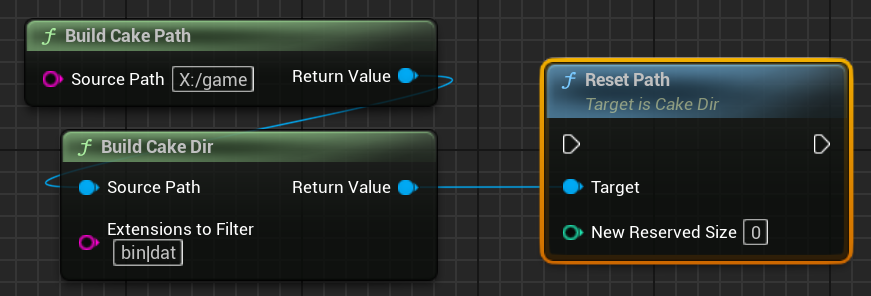 f Build Cake Path
Source Path X:/game Return Value
f Build Cake Dir
Source Path Return Value
Extensions to Filter
bin|dat
f Reset Path
Target is Cake Dir
Target
New Reserved Size 0